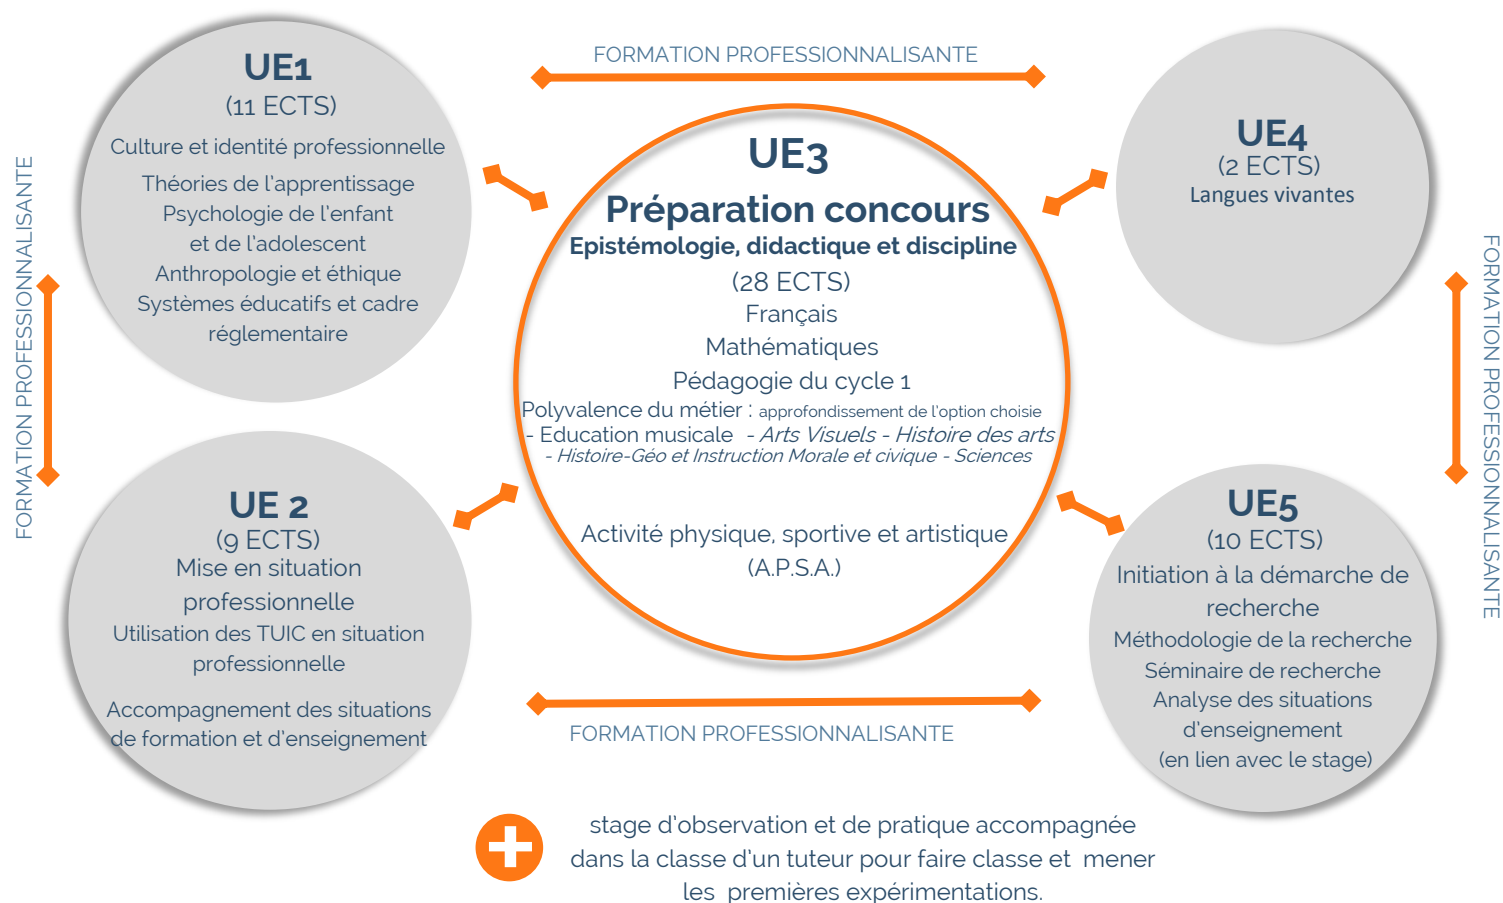 FORMATION PROFESSIONNALISANTE
FORMATION PROFESSIONNALISANTE
UE1
(11 ECTS)
Culture et identité professionnelle
Théories de l'apprentissage
Psychologie de l'enfant
et de l'adolescent
Anthropologie et éthique
Systèmes éducatifs et cadre
réglementaire
UE3
Préparation concours
Epistémologie, didactique et discipline
(28 ECTS)
Français
Mathématiques
Pédagogie du cycle 1
Polyvalence du métier : approfondissement de l'option choisie
- Education musicale - Arts Visuels - Histoire des arts
- Histoire-Géo et Instruction Morale et civique - Sciences
Activité physique, sportive et artistique
(A.P.S.A.)
UE4
(2 ECTS)
Langues vivantes
FORMATION PROFESSIONNALISANTE
UE 2
(9 ECTS)
Mise en situation
professionnelle
Utilisation des TUIC en situation
professionnelle
Accompagnement des situations
de formation et d'enseignement
UE5
(10 ECTS)
Initiation à la démarche de
recherche
Méthodologie de la recherche
Séminaire de recherche
Analyse des situations
d'enseignement
(en lien avec le stage)
FORMATION PROFESSIONNALISANTE
stage d'observation et de pratique accompagnée
dans la classe d'un tuteur pour faire classe et mener
les premières expérimentations.